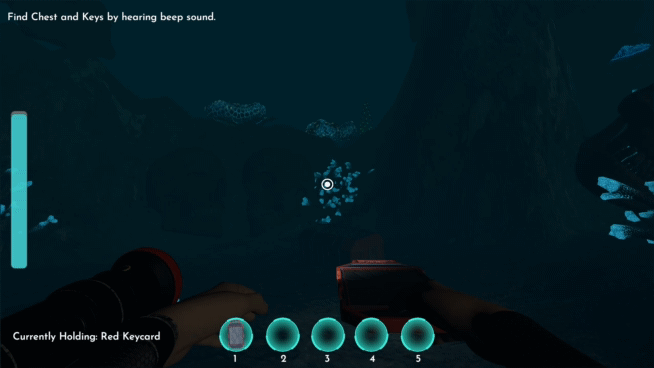 Find Chest and Keys by hearing beep sound.
Currently Holding: Red Keycard
1 2 3 4 5